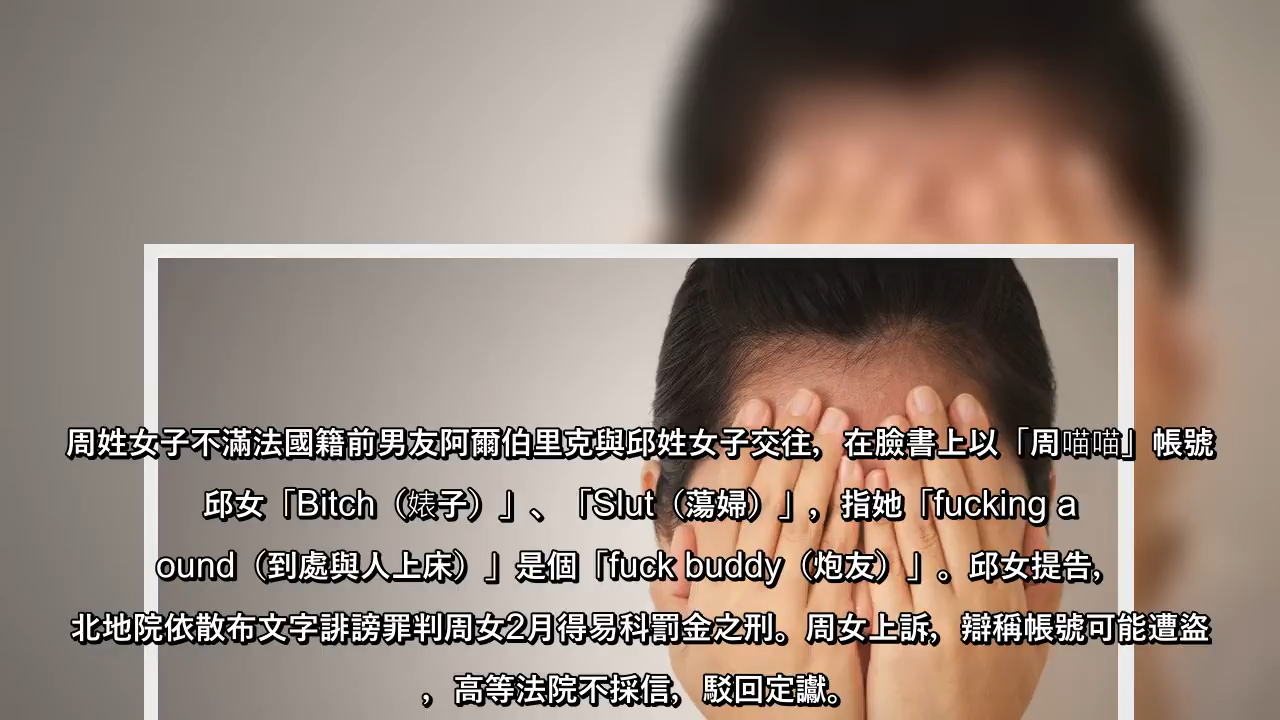 周姓女子不滿法國籍前男友阿爾伯里克與邱姓女子交往，在臉書上以「周喵喵」帳號
邱女「Bitch（婊子）」、「Slut（蕩婦）」，指她「fucking a
ound（到處與人上床）」是個「fuck buddy（炮友）」。邱女提告，
北地院依散布文字誹謗罪判周女2月得易科罰金之刑。周女上訴，辯稱帳號可能遭盜
，高等法院不採信，駁回定讞。